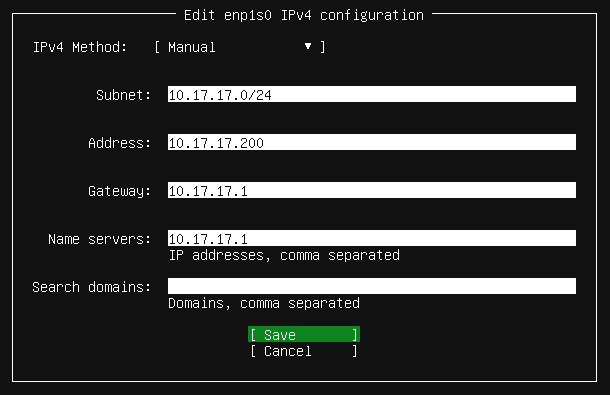 Edit enp1s0 IPv4 configuration
IPv4 Method: [ Manual ▼ ]
Subnet: 10.17.17.0/24
Address: 10.17.17.200
Gateway: 10.17.17.1
Name servers: 10.17.17.1
IP addresses, comma separated
Search domains:
Domains, comma separated
[ Save ]
[ Cancel ]